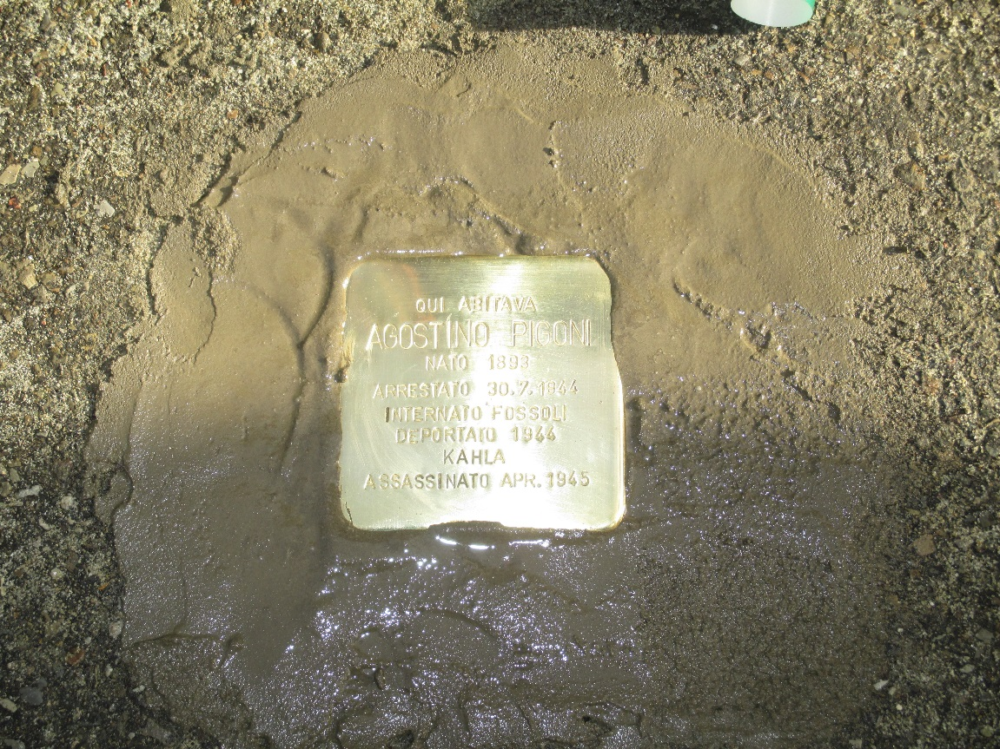 QUI ABITAVA
AGOSTINO PIGONI
NATO 1893
ARRESTATO 30.7.1944
INTERNATO FOSSOLI
DEPORTATO 1944
KAHLA
ASSASSINATO APR. 1945